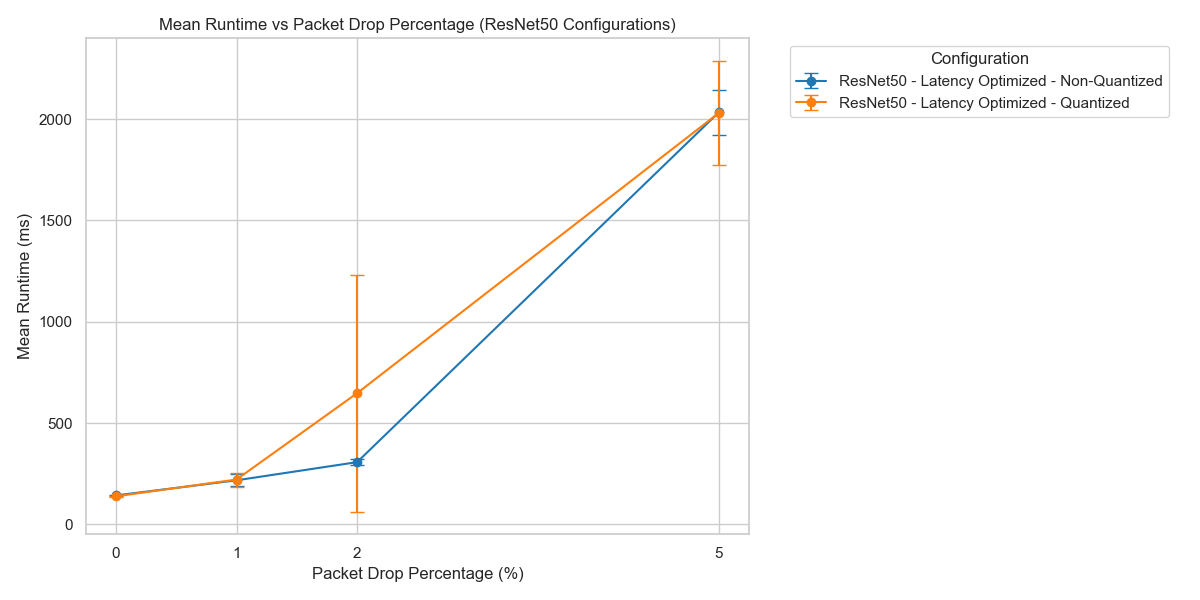 Mean Runtime vs Packet Drop Percentage (ResNet50 Configurations)
Configuration
ResNet50 - Latency Optimized - Non-Quantized
ResNet50 - Latency Optimized - Quantized
Mean Runtime (ms)
2000
1500
1000
500
0
0 1 2 5
Packet Drop Percentage (%)